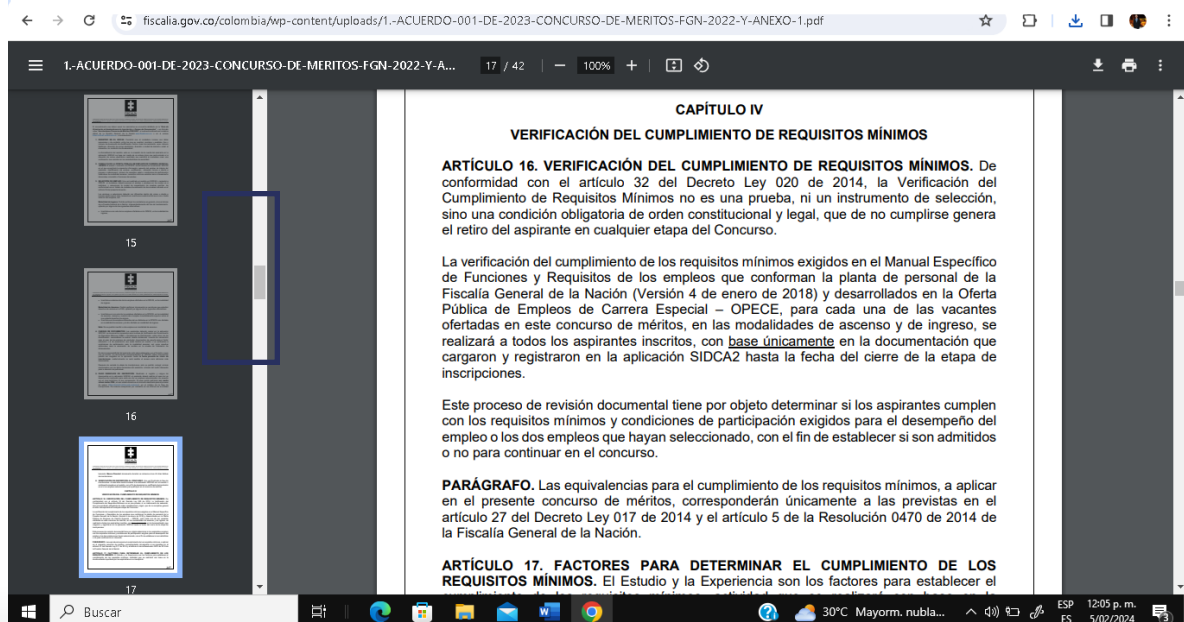 fiscalia.gov.co/colombia/wp-content/uploads/1.-ACUERDO-001-DE-2023-CONCURSO-DE-MERITOS-FGN-2022-Y-ANEXO-1.pdf
1.-ACUERDO-001-DE-2023-CONCURSO-DE-MERITOS-FGN-2022-Y-A... 17 / 42 100%
15
16
17
CAPÍTULO IV
VERIFICACIÓN DEL CUMPLIMIENTO DE REQUISITOS MÍNIMOS
ARTÍCULO 16. VERIFICACIÓN DEL CUMPLIMIENTO DE REQUISITOS MÍNIMOS. De
conformidad con el artículo 32 del Decreto Ley 020 de 2014, la Verificación del
Cumplimiento de Requisitos Mínimos no es una prueba, ni un instrumento de selección,
sino una condición obligatoria de orden constitucional y legal, que de no cumplirse genera
el retiro del aspirante en cualquier etapa del Concurso.
La verificación del cumplimiento de los requisitos mínimos exigidos en el Manual Específico
de Funciones y Requisitos de los empleos que conforman la planta de personal de la
Fiscalía General de la Nación (Versión 4 de enero de 2018) y desarrollados en la Oferta
Pública de Empleos de Carrera Especial – OPECE, para cada una de las vacantes
ofertadas en este concurso de méritos, en las modalidades de ascenso y de ingreso, se
realizará a todos los aspirantes inscritos, con base únicamente en la documentación que
cargaron y registraron en la aplicación SIDCA2 hasta la fecha del cierre de la etapa de
inscripciones.
Este proceso de revisión documental tiene por objeto determinar si los aspirantes cumplen
con los requisitos mínimos y condiciones de participación exigidos para el desempeño del
empleo o los dos empleos que hayan seleccionado, con el fin de establecer si son admitidos
o no para continuar en el concurso.
PARÁGRAFO. Las equivalencias para el cumplimiento de los requisitos mínimos, a aplicar
en el presente concurso de méritos, corresponderán únicamente a las previstas en el
artículo 27 del Decreto Ley 017 de 2014 y el artículo 5 de la Resolución 0470 de 2014 de
la Fiscalía General de la Nación.
ARTÍCULO 17. FACTORES PARA DETERMINAR EL CUMPLIMIENTO DE LOS
REQUISITOS MÍNIMOS. El Estudio y la Experiencia son los factores para establecer el
Buscar
30°C Mayorm. nubla...
ESP 12:05 p. m.
ES 5/02/2024